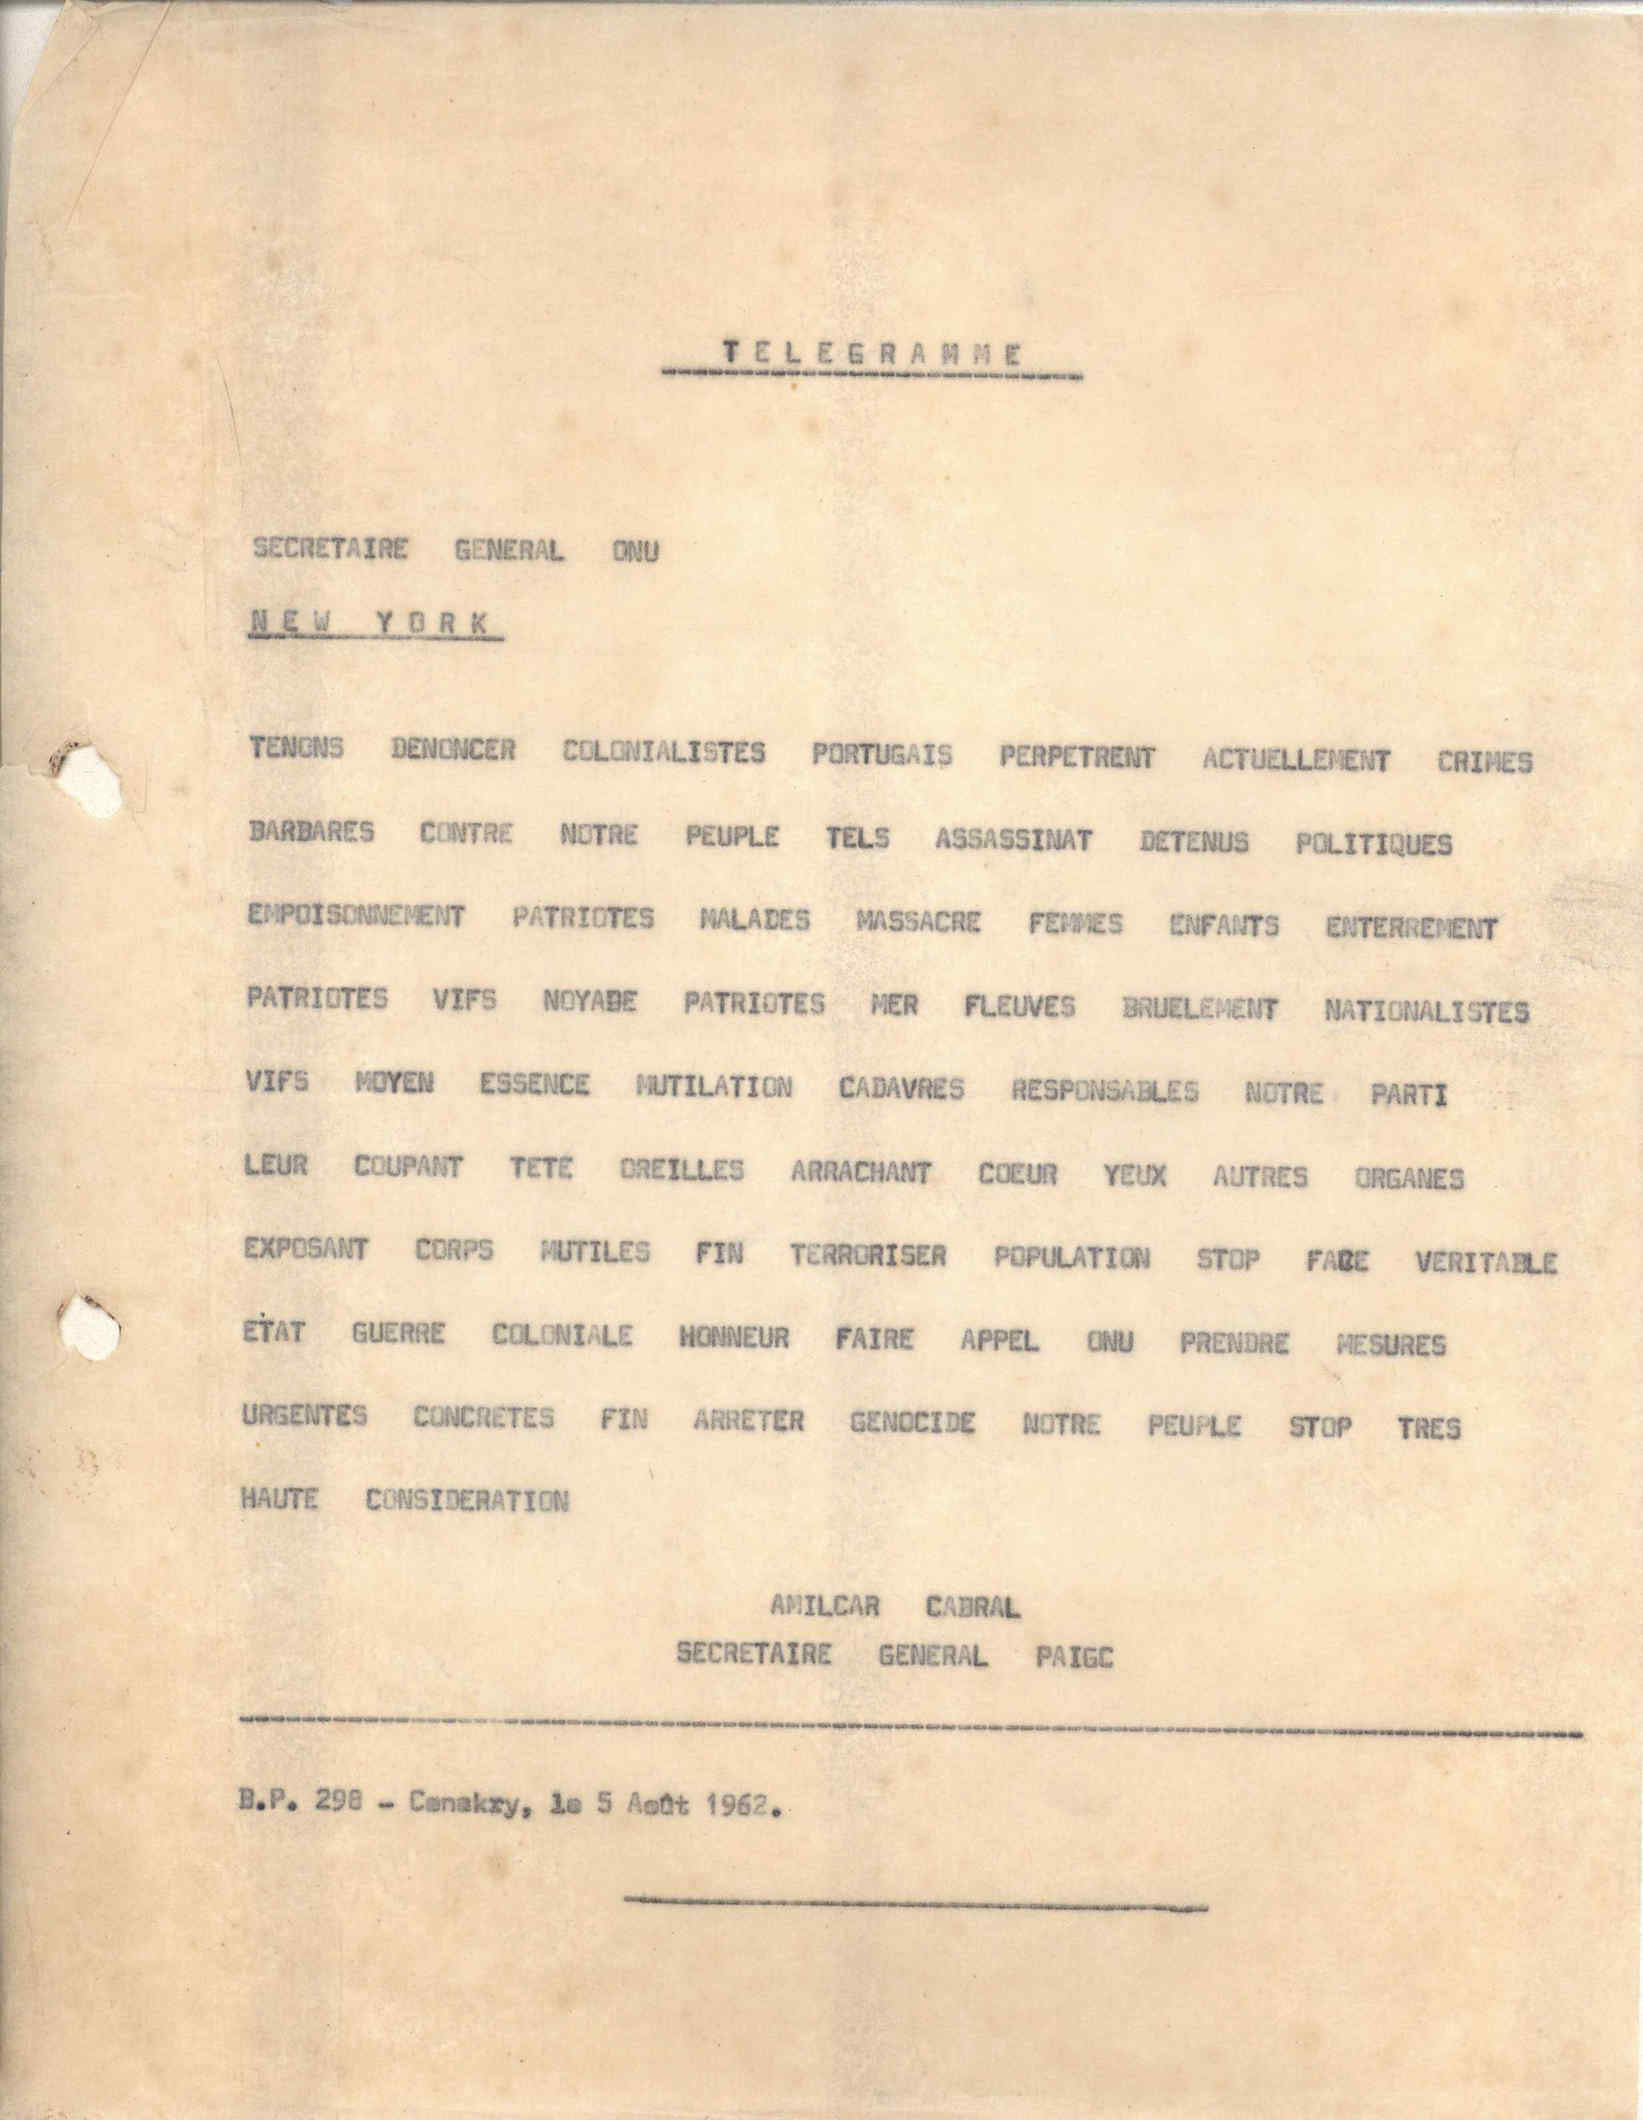 TELEGRAMME
SECRETAIRE GENERAL ONU
NEW YORK
TENONS DENONCER COLONIALISTES PORTUGAIS PERPETRENT ACTUELLEMENT CRIMES
BARBARES CONTRE NOTRE PEUPLE TELS ASSASSINAT DETENUS POLITIQUES
EMPOISONNEMENT PATRIOTES MALADES MASSACRE FEMMES ENFANTS ENTERREMENT
PATRIOTES VIFS NOYADE PATRIOTES MER FLEUVES BRUELEMENT NATIONALISTES
VIFS MOYEN ESSENCE MUTILATION CADAVRES RESPONSABLES NOTRE PARTI
LEUR COUPANT TETE OREILLES ARRACHANT COEUR YEUX AUTRES ORGANES
EXPOSANT CORPS MUTILES FIN TERRORISER POPULATION STOP FACE VERITABLE
ETAT GUERRE COLONIALE HONNEUR FAIRE APPEL ONU PRENDRE MESURES
URGENTES CONCRETES FIN ARRETER GENOCIDE NOTRE PEUPLE STOP TRES
HAUTE CONSIDERATION
AMILCAR CABRAL
SECRETAIRE GENERAL PAIGC
B.P. 298 - Conakry, le 5 Août 1962.